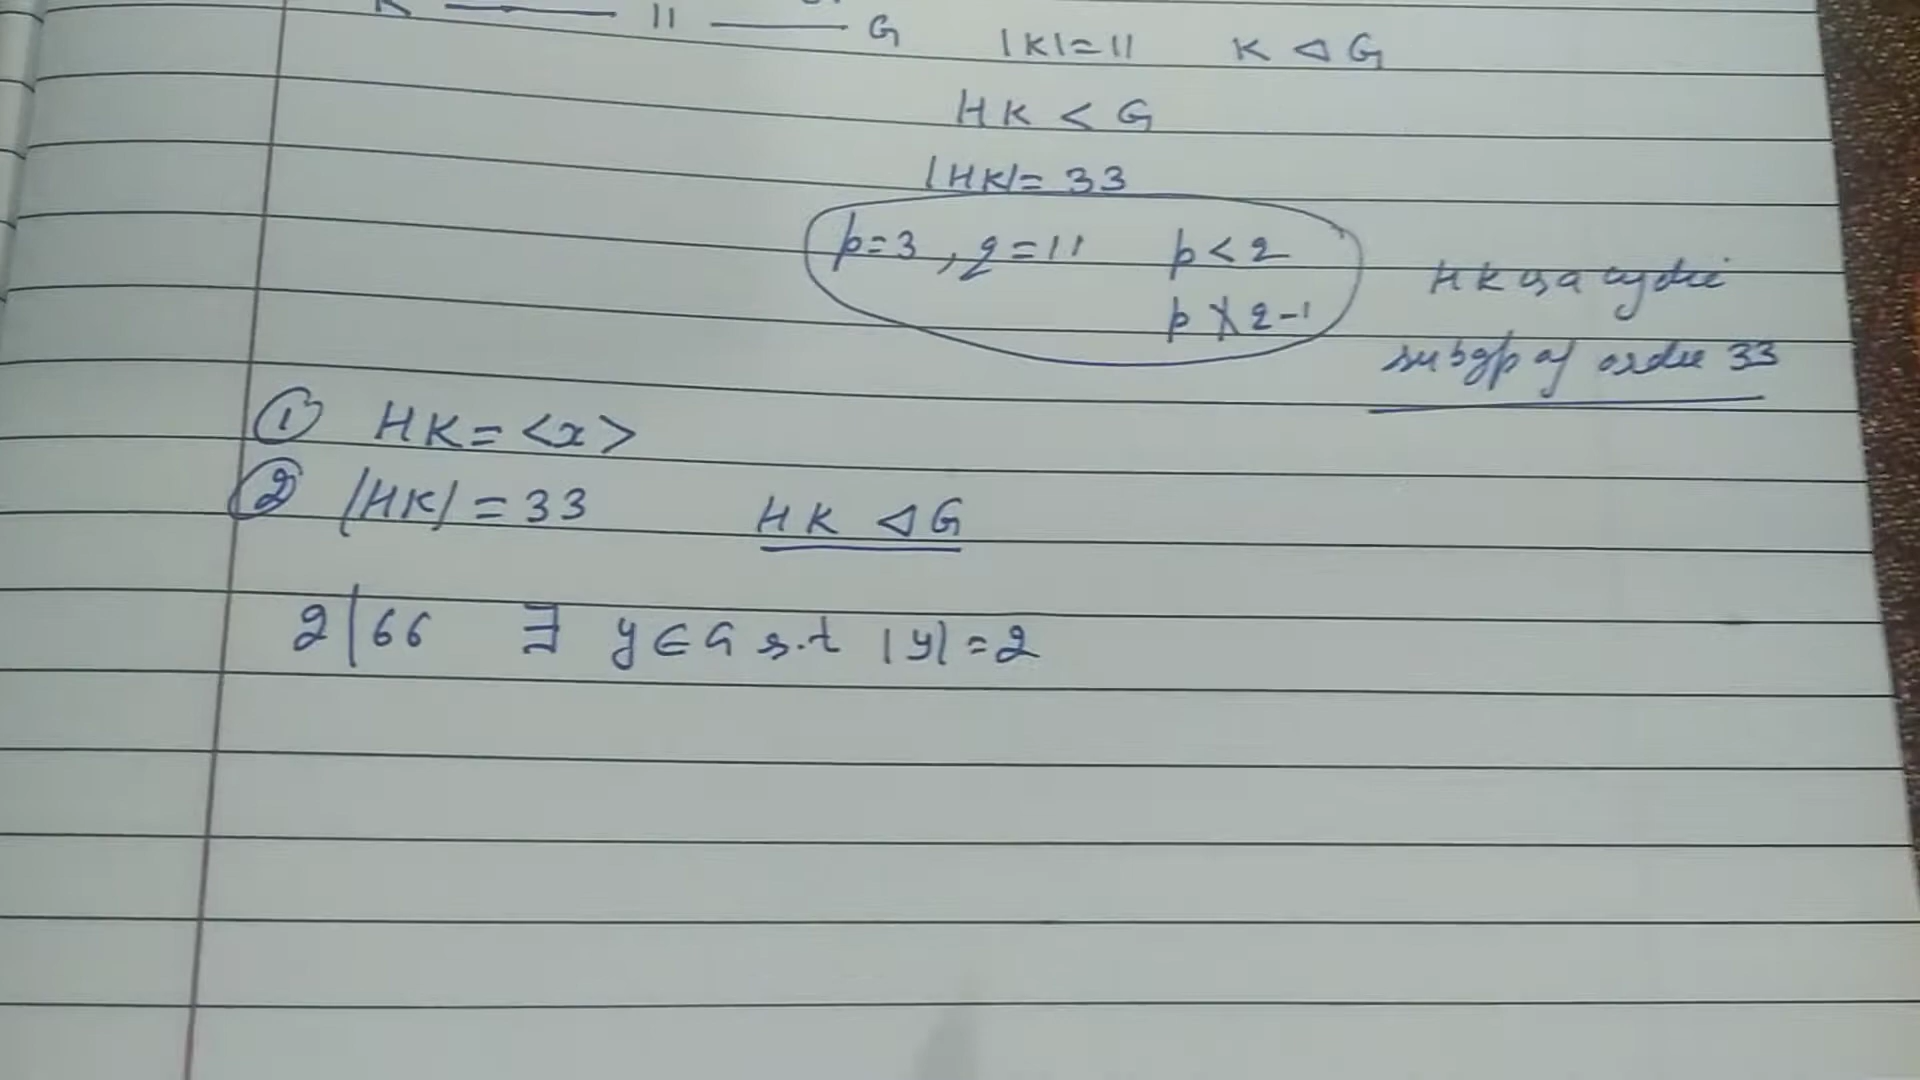 K —— 11 —— G |K|=11 K ⊲ G
HK < G
|HK|= 33
p=3, q=11 p<q
p ∤ q-1
HK is a cyclic
subgp of order 33
① HK = <x>
② |HK| = 33 HK ⊲ G
2|66 ∃ y∈G s.t |y|=2